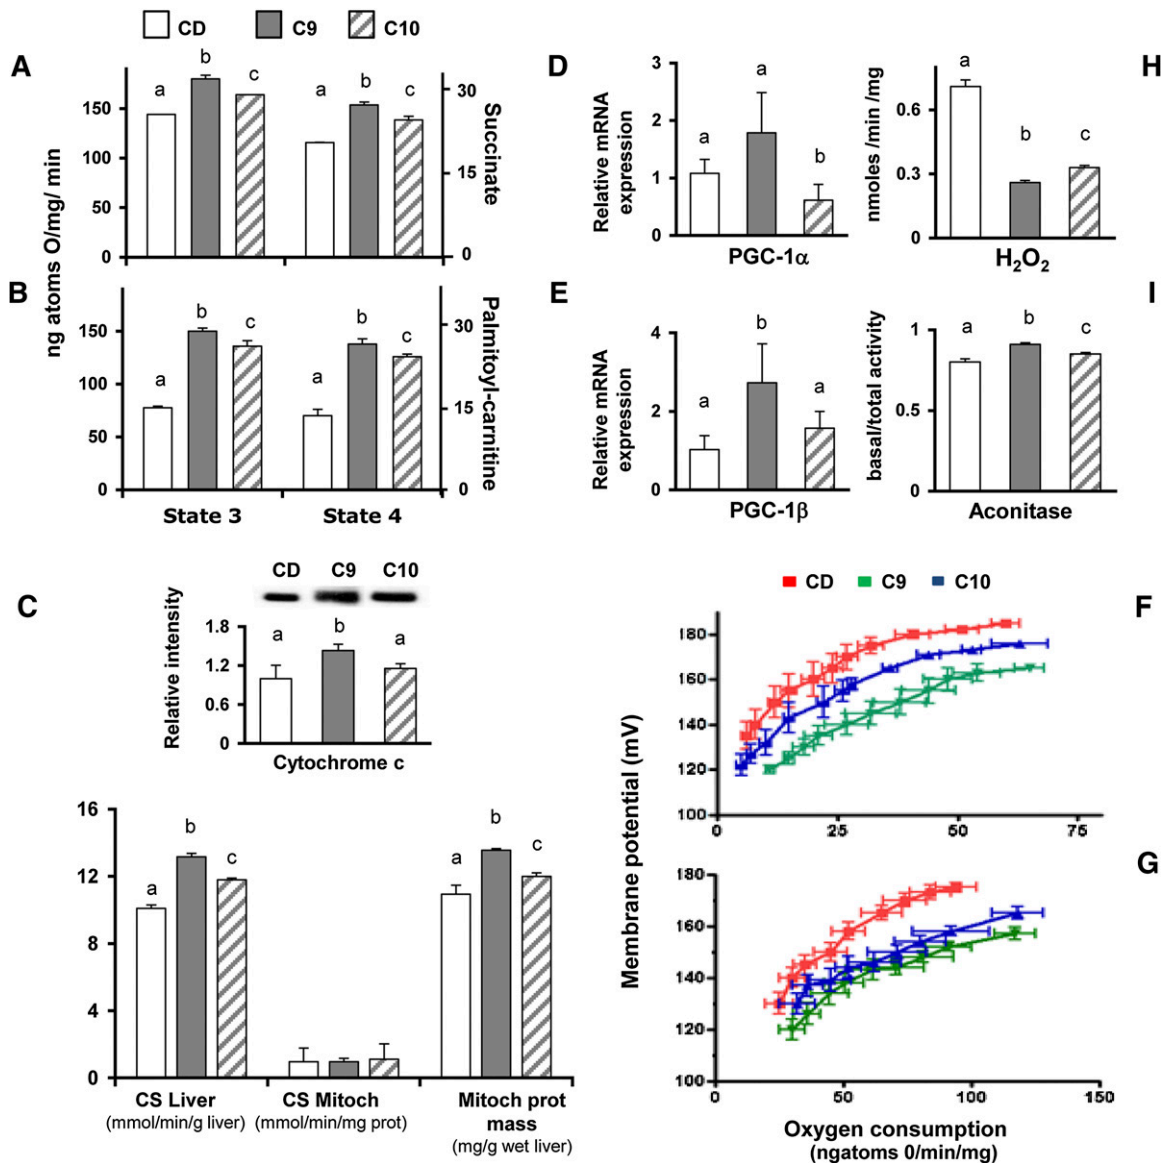 CD C9 C10
A
a b c a b c
150
100
50
0
30
15
0
Succinate
ng atoms O/mg/ min
B
a b c a b c
150
100
50
0
30
15
0
Palmitoyl-carnitine
State 3 State 4
D
Relative mRNA
expression
3
2
1
0
a a b
PGC-1α
H
nmoles /min /mg
0.6
0.3
0
a b c
H₂O₂
E
Relative mRNA
expression
4
2
0
a b a
PGC-1β
I
basal/total activity
1
0.5
0
a b c
Aconitase
C
CD C9 C10
Relative intensity
1.8
1.2
0.6
0
a b a
Cytochrome c
16
12
8
4
0
a b c a b c
CS Liver
(mmol/min/g liver)
CS Mitoch
(mmol/min/mg prot)
Mitoch prot
mass
(mg/g wet liver)
CD C9 C10
F
180
160
140
120
100
0 25 50 75
G
180
160
140
120
100
0 50 100 150
Membrane potential (mV)
Oxygen consumption
(ngatoms 0/min/mg)